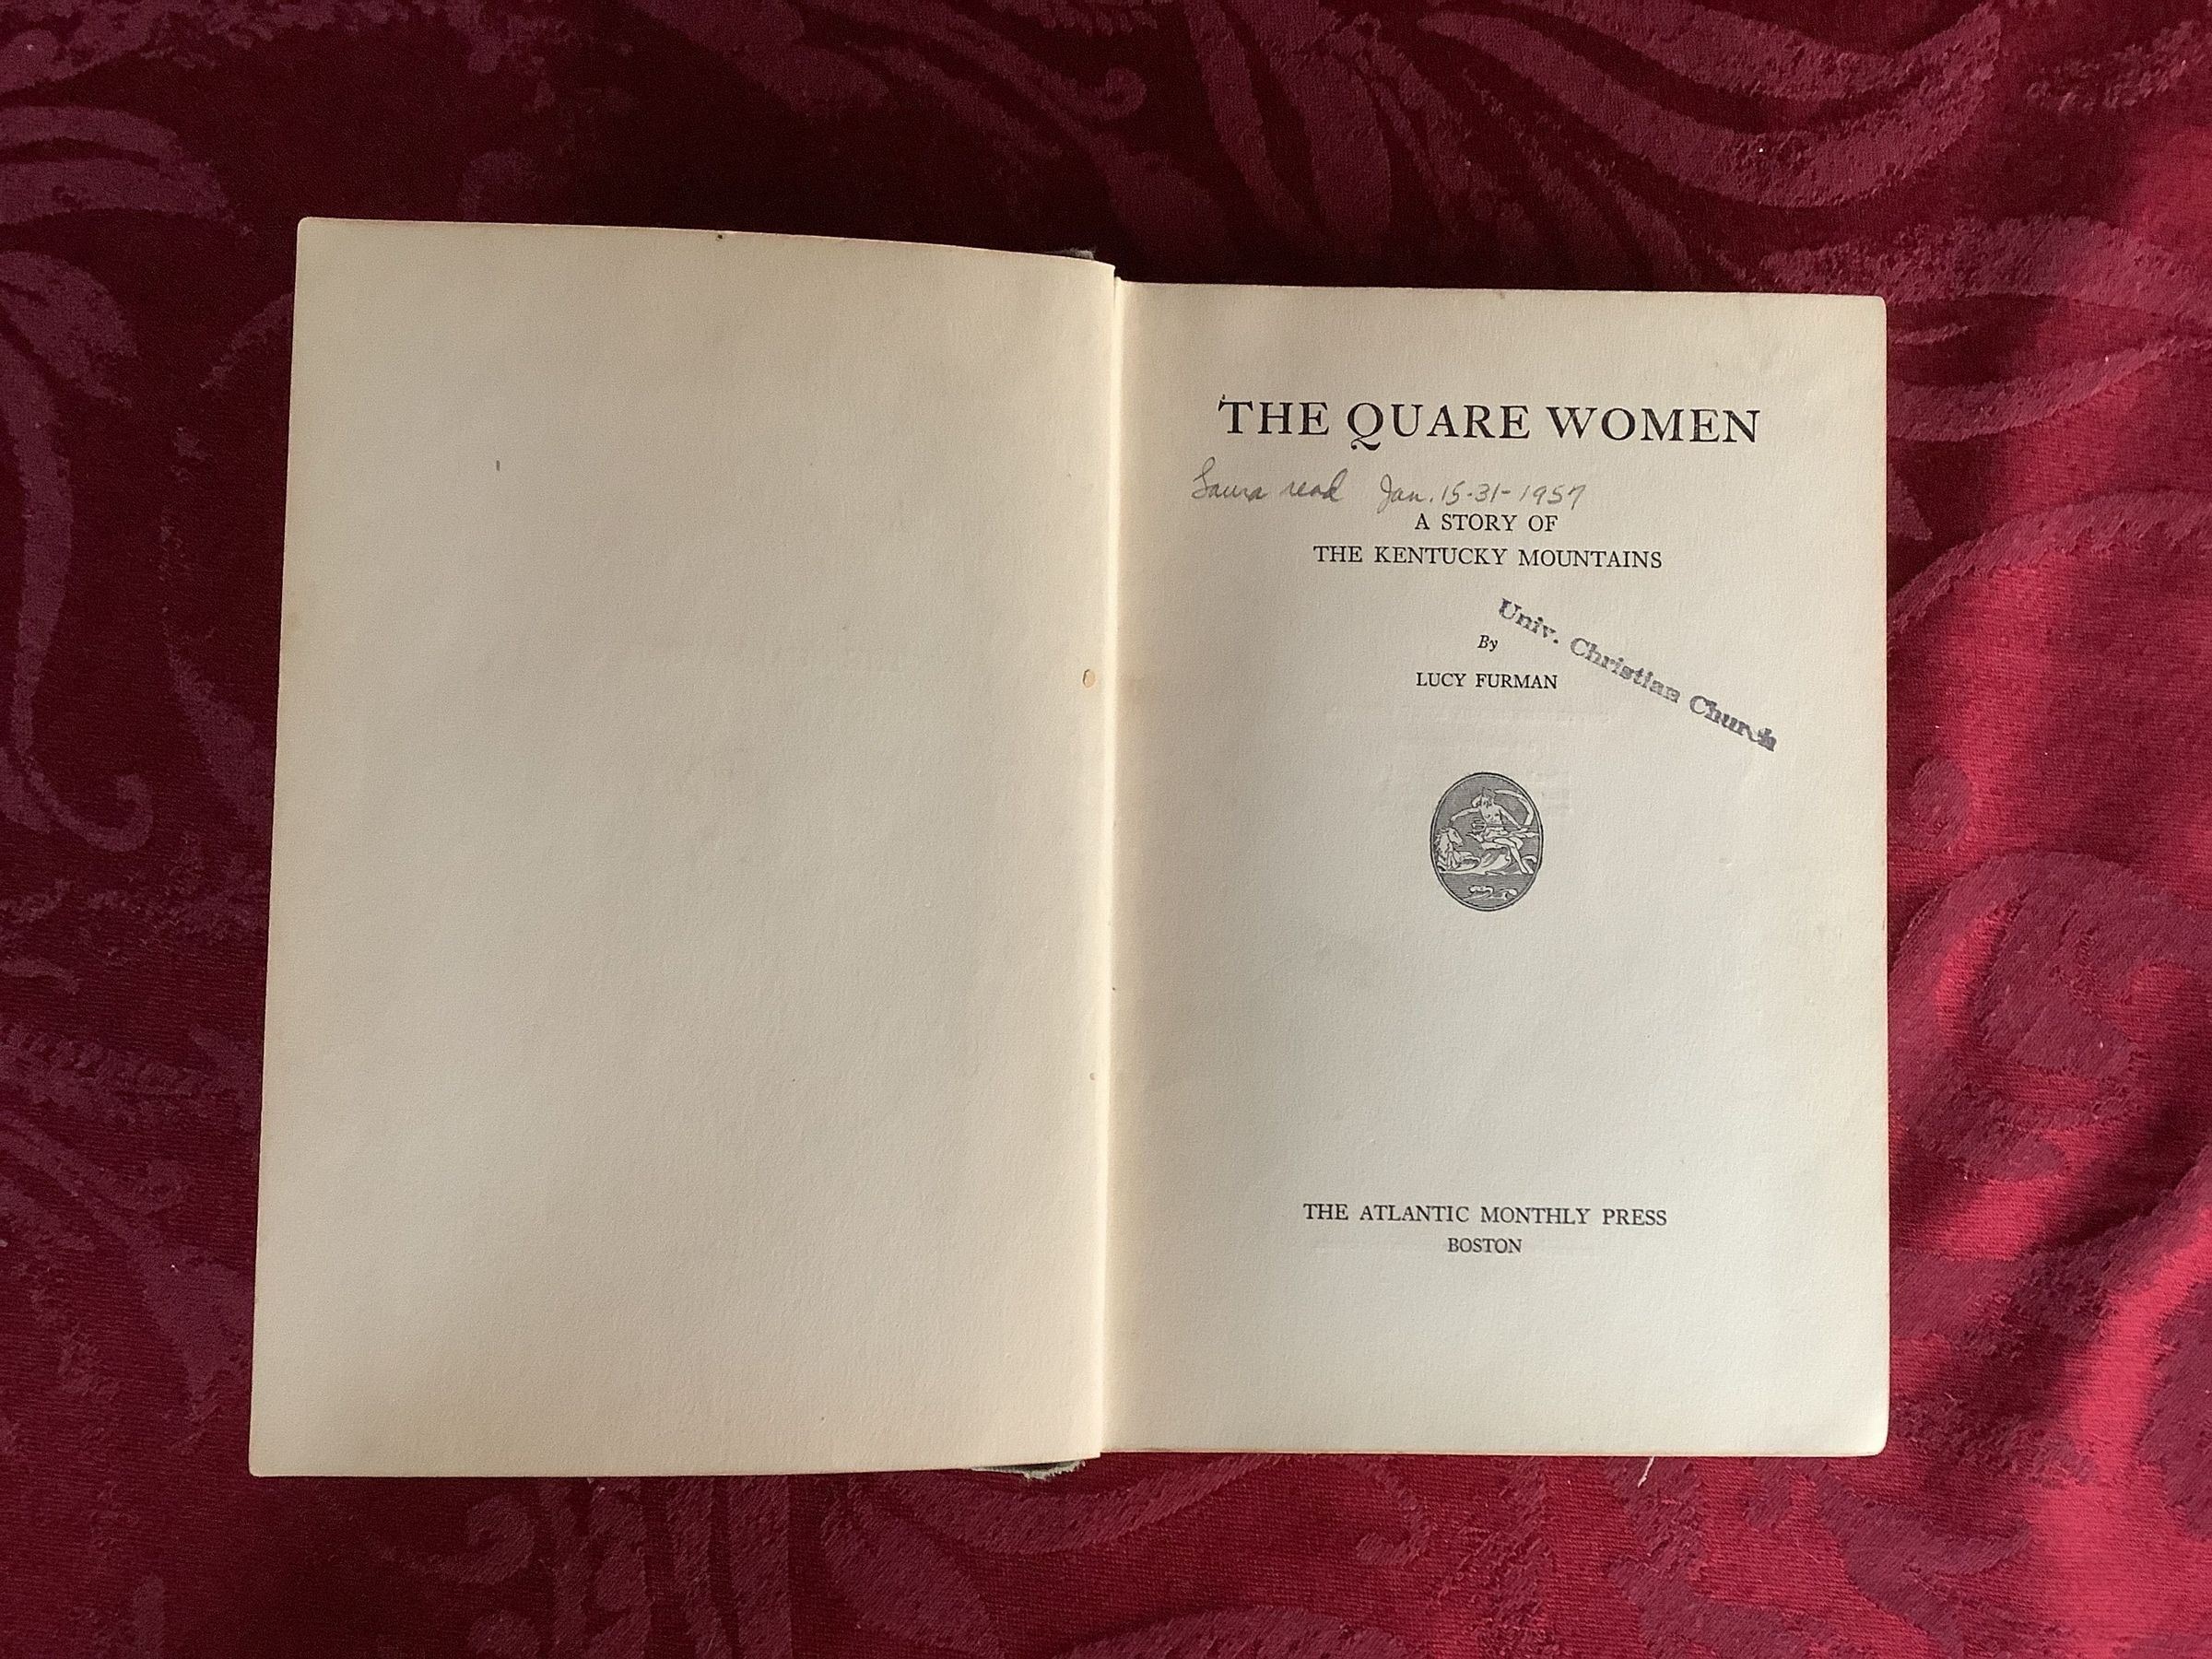 THE QUARE WOMEN
Laura read Jan. 15-31-1957
A STORY OF
THE KENTUCKY MOUNTAINS
Univ. Christian Church
By
LUCY FURMAN
THE ATLANTIC MONTHLY PRESS
BOSTON